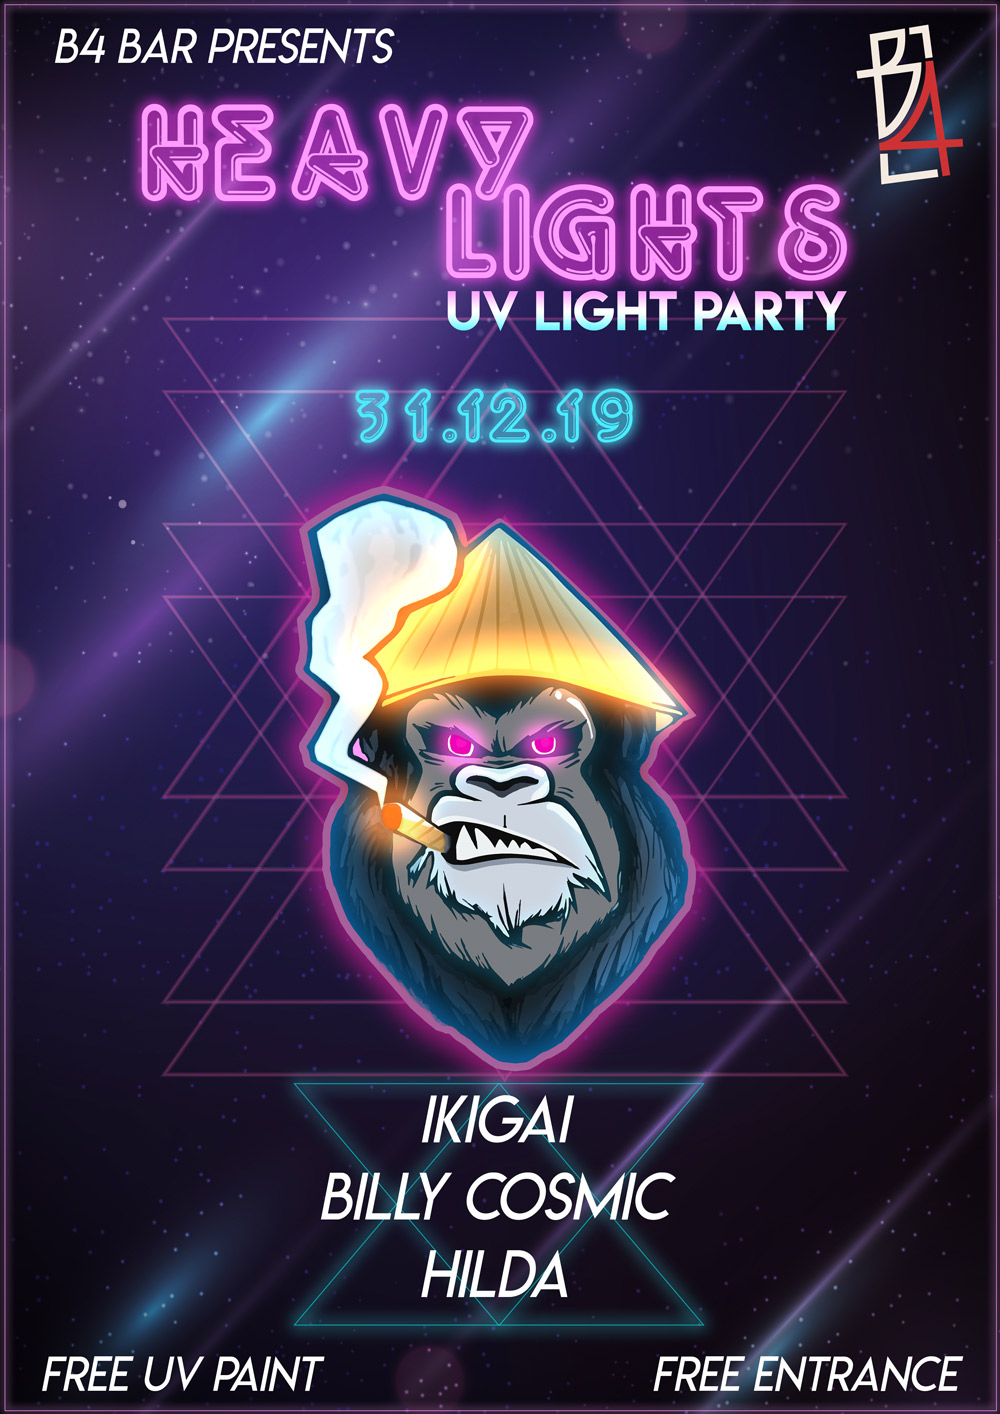 B4 BAR PRESENTS
B4
HEAVY
LIGHTS
UV LIGHT PARTY
31.12.19
IKIGAI
BILLY COSMIC
HILDA
FREE UV PAINT
FREE ENTRANCE